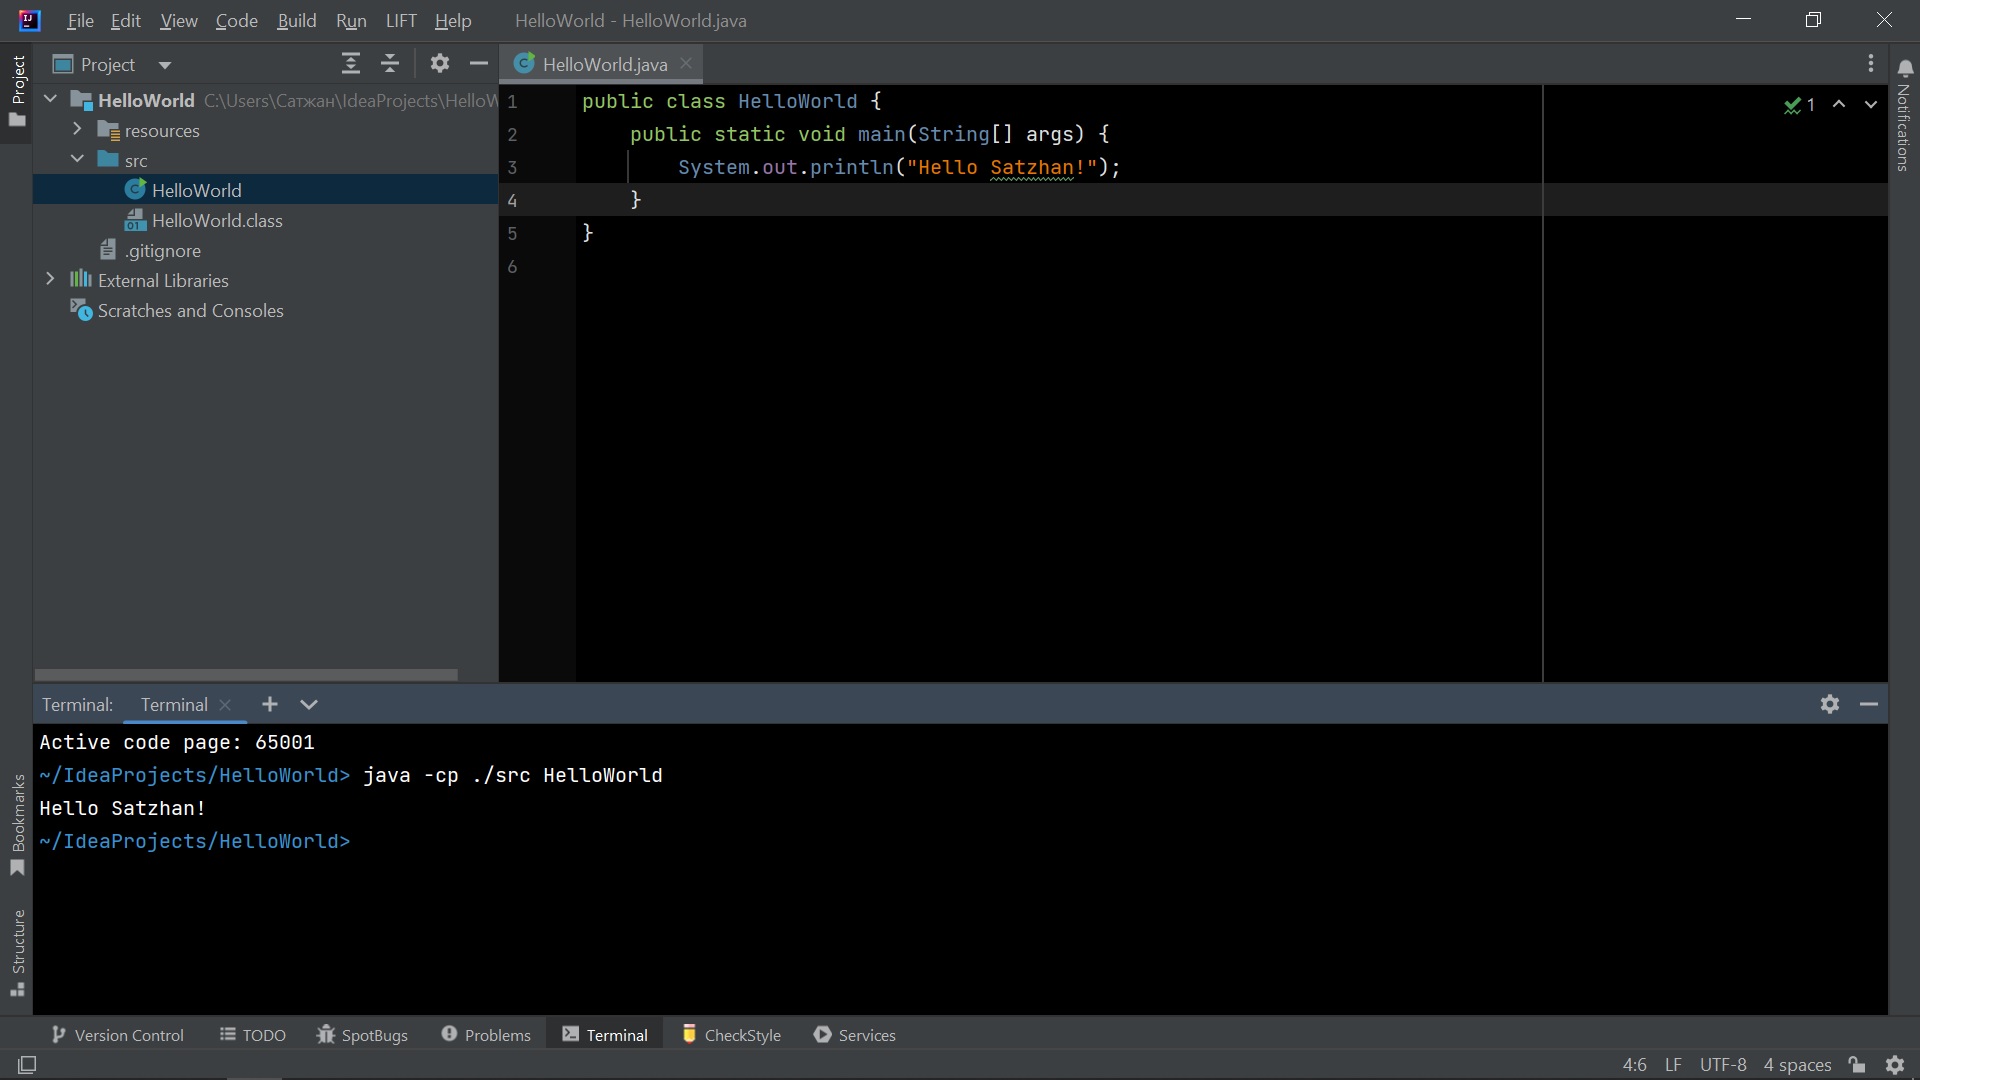 File Edit View Code Build Run LIFT Help HelloWorld - HelloWorld.java
Project
Project
HelloWorld C:\Users\Сатжан\IdeaProjects\HelloW
resources
src
HelloWorld
HelloWorld.class
.gitignore
External Libraries
Scratches and Consoles
HelloWorld.java
1 public class HelloWorld {
2 public static void main(String[] args) {
3 System.out.println("Hello Satzhan!");
4 }
5 }
6
1
Notifications
Terminal: Terminal
Active code page: 65001
~/IdeaProjects/HelloWorld> java -cp ./src HelloWorld
Hello Satzhan!
~/IdeaProjects/HelloWorld>
Bookmarks
Structure
Version Control TODO SpotBugs Problems Terminal CheckStyle Services
4:6 LF UTF-8 4 spaces